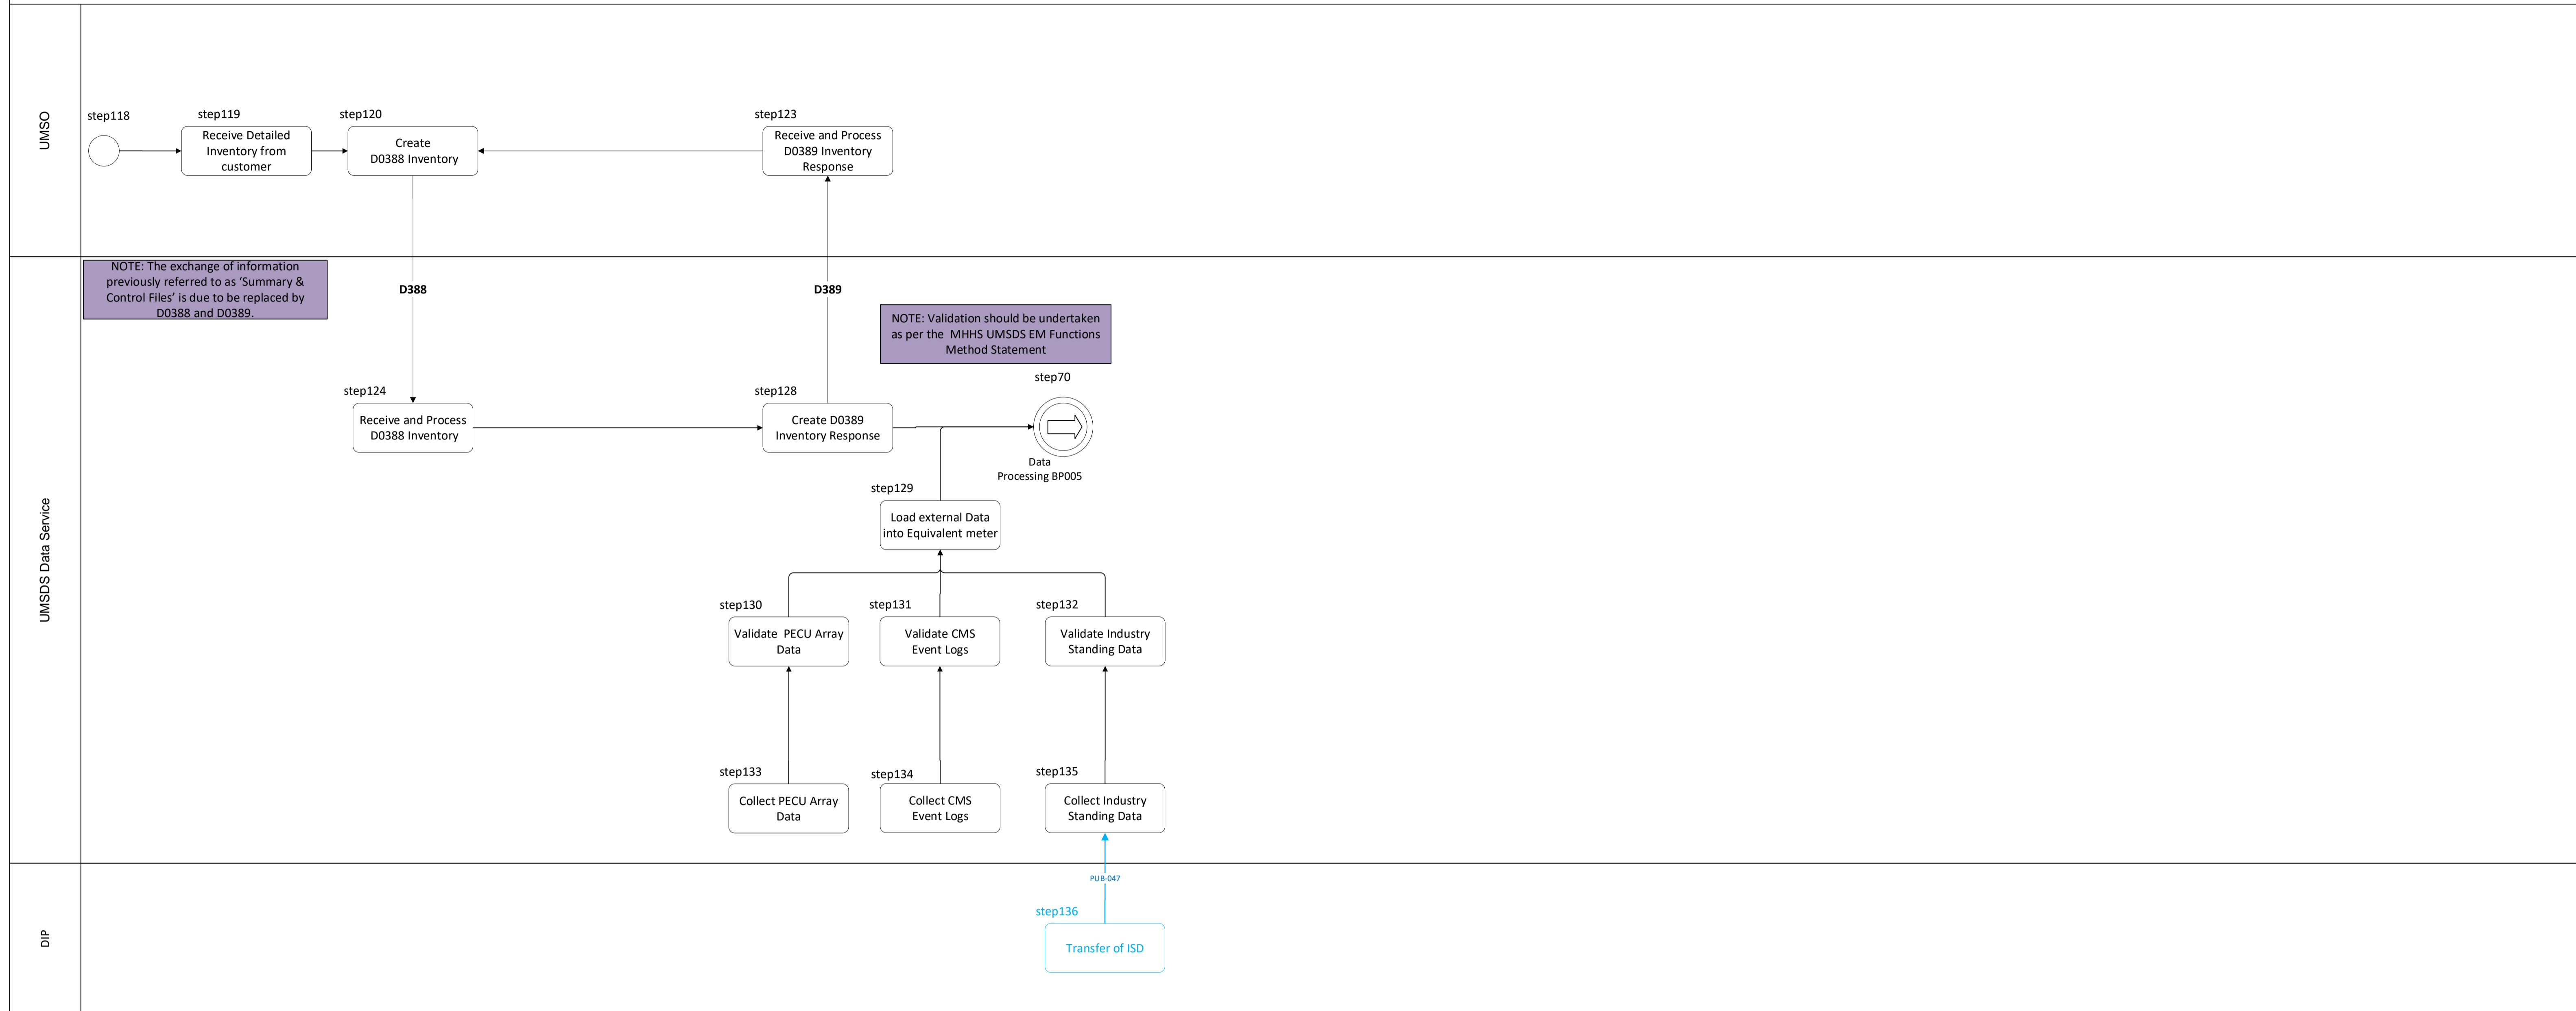 UMSO
step118
step119
Receive Detailed
Inventory from
customer
step120
Create
D0388 Inventory
step123
Receive and Process
D0389 Inventory
Response
UMSDS Data Service
NOTE: The exchange of information
previously referred to as ‘Summary &
Control Files’ is due to be replaced by
D0388 and D0389.
D388
D389
NOTE: Validation should be undertaken
as per the  MHHS UMSDS EM Functions
Method Statement
step124
Receive and Process
D0388 Inventory
step128
Create D0389
Inventory Response
step70
Data
Processing BP005
step129
Load external Data
into Equivalent meter
step130
Validate  PECU Array
Data
step131
Validate CMS
Event Logs
step132
Validate Industry
Standing Data
step133
Collect PECU Array
Data
step134
Collect CMS
Event Logs
step135
Collect Industry
Standing Data
DIP
PUB-047
step136
Transfer of ISD